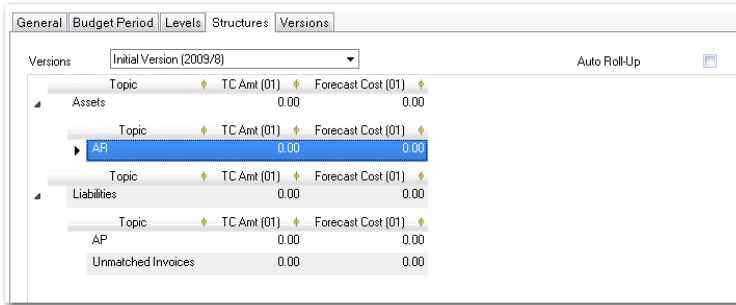 General Budget Period Levels Structures Versions
Versions Initial Version (2009/8) Auto Roll-Up
Topic TC Amt (01) Forecast Cost (01)
Assets 0.00 0.00
Topic TC Amt (01) Forecast Cost (01)
AR 0.00 0.00
Topic TC Amt (01) Forecast Cost (01)
Liabilities 0.00 0.00
Topic TC Amt (01) Forecast Cost (01)
AP 0.00 0.00
Unmatched Invoices 0.00 0.00